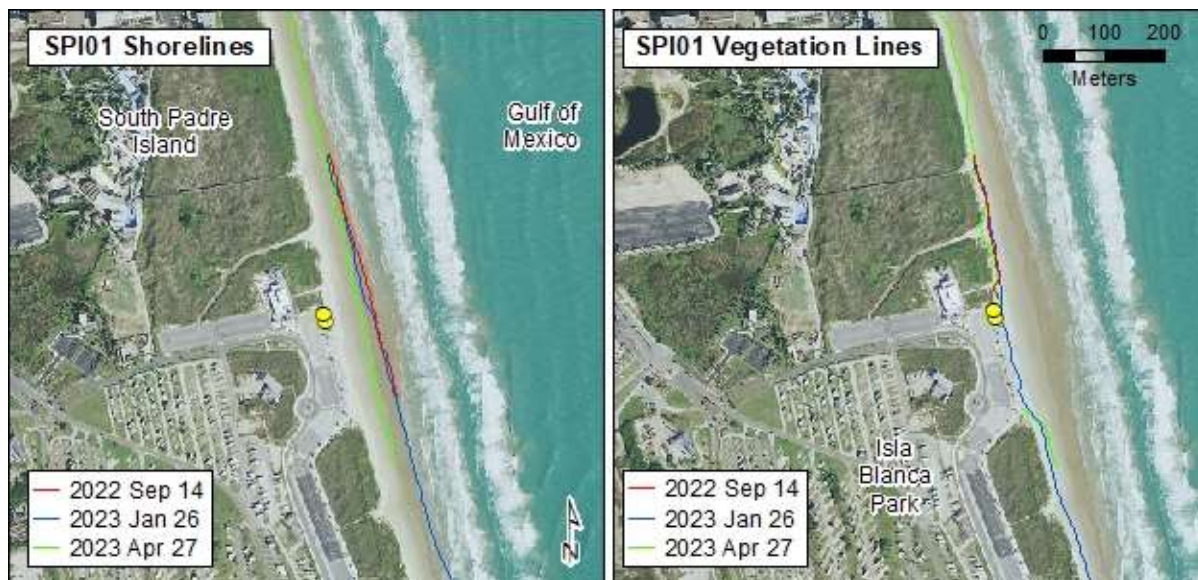 SPI01 Shorelines
South Padre
Island
Gulf of
Mexico
2022 Sep 14
2023 Jan 26
2023 Apr 27
N
SPI01 Vegetation Lines
0 100 200
Meters
Isla
Blanca
Park
2022 Sep 14
2023 Jan 26
2023 Apr 27